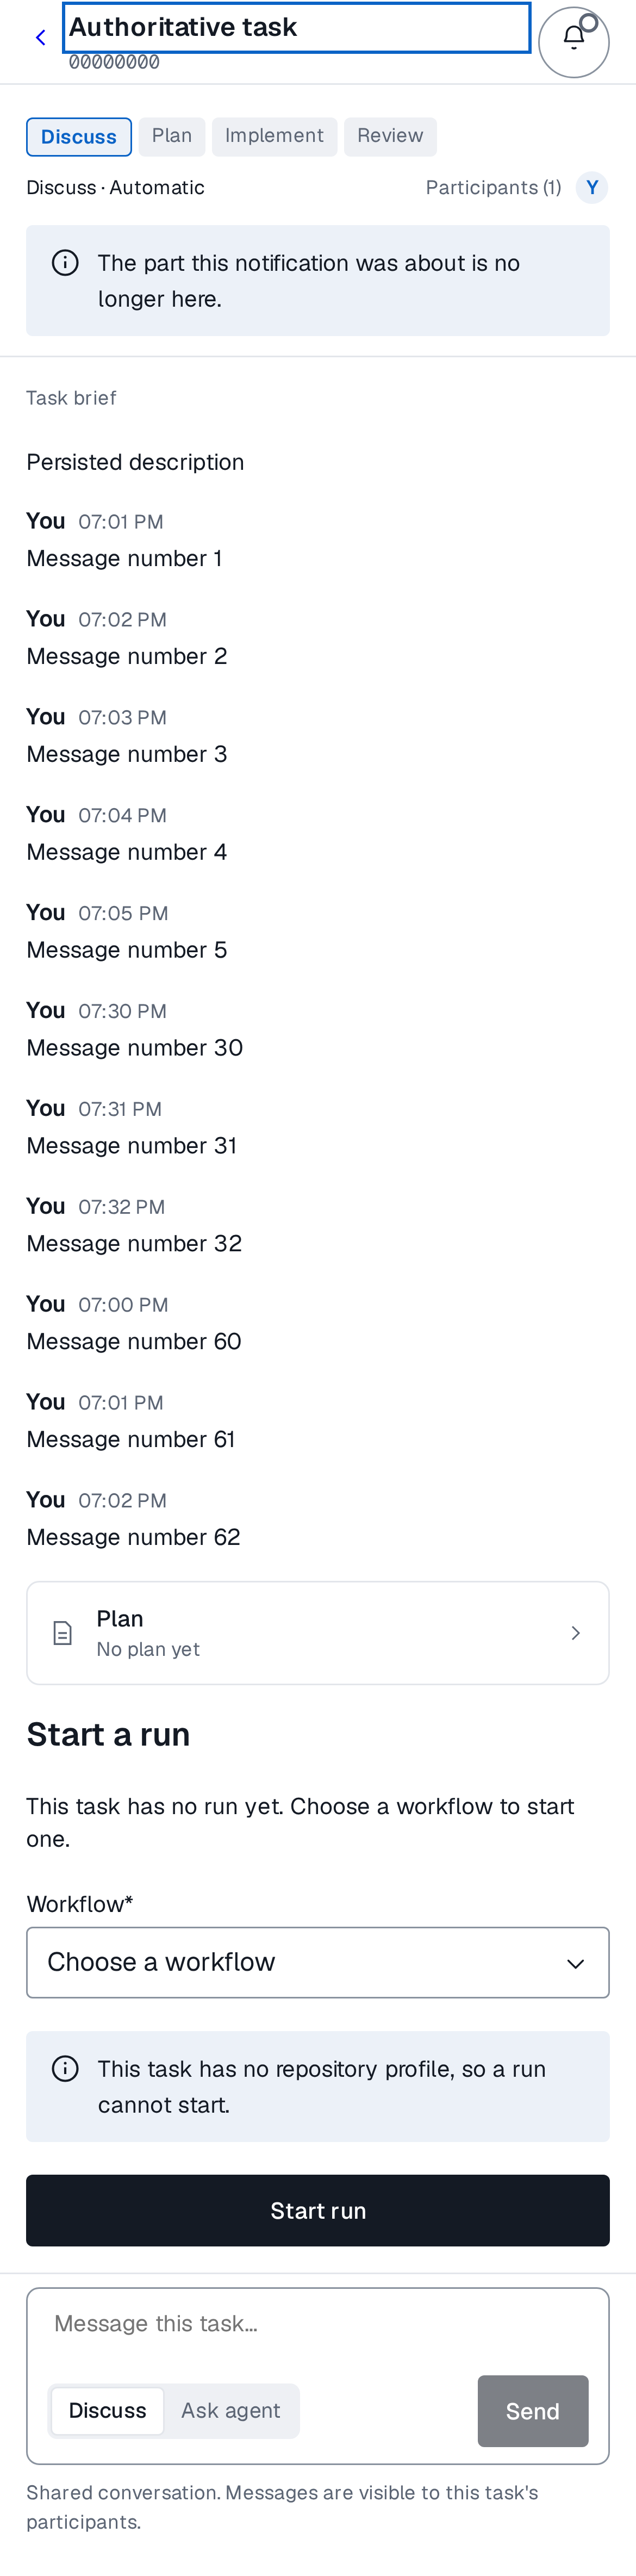 Authoritative task
00000000
Discuss
Plan
Implement
Review
Discuss · Automatic
Participants (1)
Y
The part this notification was about is no
longer here.
Task brief
Persisted description
You 07:01 PM
Message number 1
You 07:02 PM
Message number 2
You 07:03 PM
Message number 3
You 07:04 PM
Message number 4
You 07:05 PM
Message number 5
You 07:30 PM
Message number 30
You 07:31 PM
Message number 31
You 07:32 PM
Message number 32
You 07:00 PM
Message number 60
You 07:01 PM
Message number 61
You 07:02 PM
Message number 62
Plan
No plan yet
Start a run
This task has no run yet. Choose a workflow to start
one.
Workflow*
Choose a workflow
This task has no repository profile, so a run
cannot start.
Start run
Message this task...
Discuss
Ask agent
Send
Shared conversation. Messages are visible to this task's
participants.